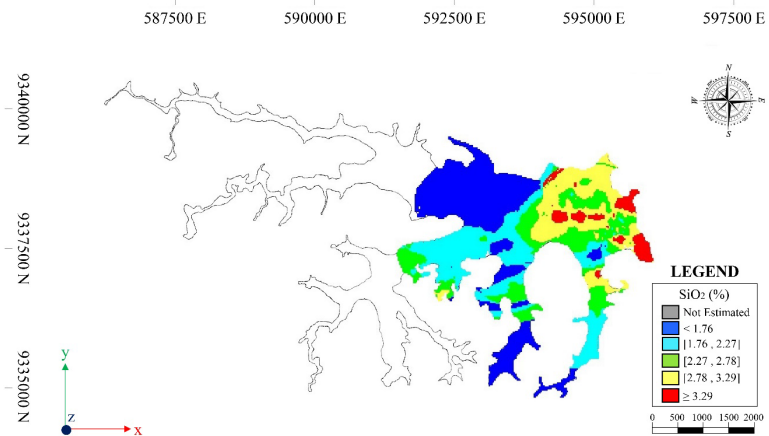 587500 E 590000 E 592500 E 595000 E 597500 E
9340000 N
9337500 N
9335000 N
N
W E
S
LEGEND
SiO₂ (%)
Not Estimated
< 1.76
[1.76 , 2.27[
[2.27 , 2.78[
[2.78 , 3.29[
≥ 3.29
0 500 1000 1500 2000
y
z
x